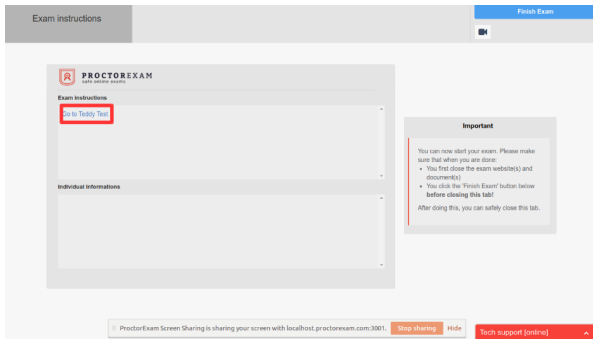 Exam instructions
Finish Exam
PROCTOREXAM
safe online exams
Exam Instructions
Go to Teddy Test
Individual Informations
Important
You can now start your exam. Please make
sure that when you are done:
• You first close the exam website(s) and
document(s)
• You click the 'Finish Exam' button below
before closing this tab!
After doing this, you can safely close this tab.
ProctorExam Screen Sharing is sharing your screen with localhost.proctorexam.com:3001.
Stop sharing
Hide
Tech support [online]